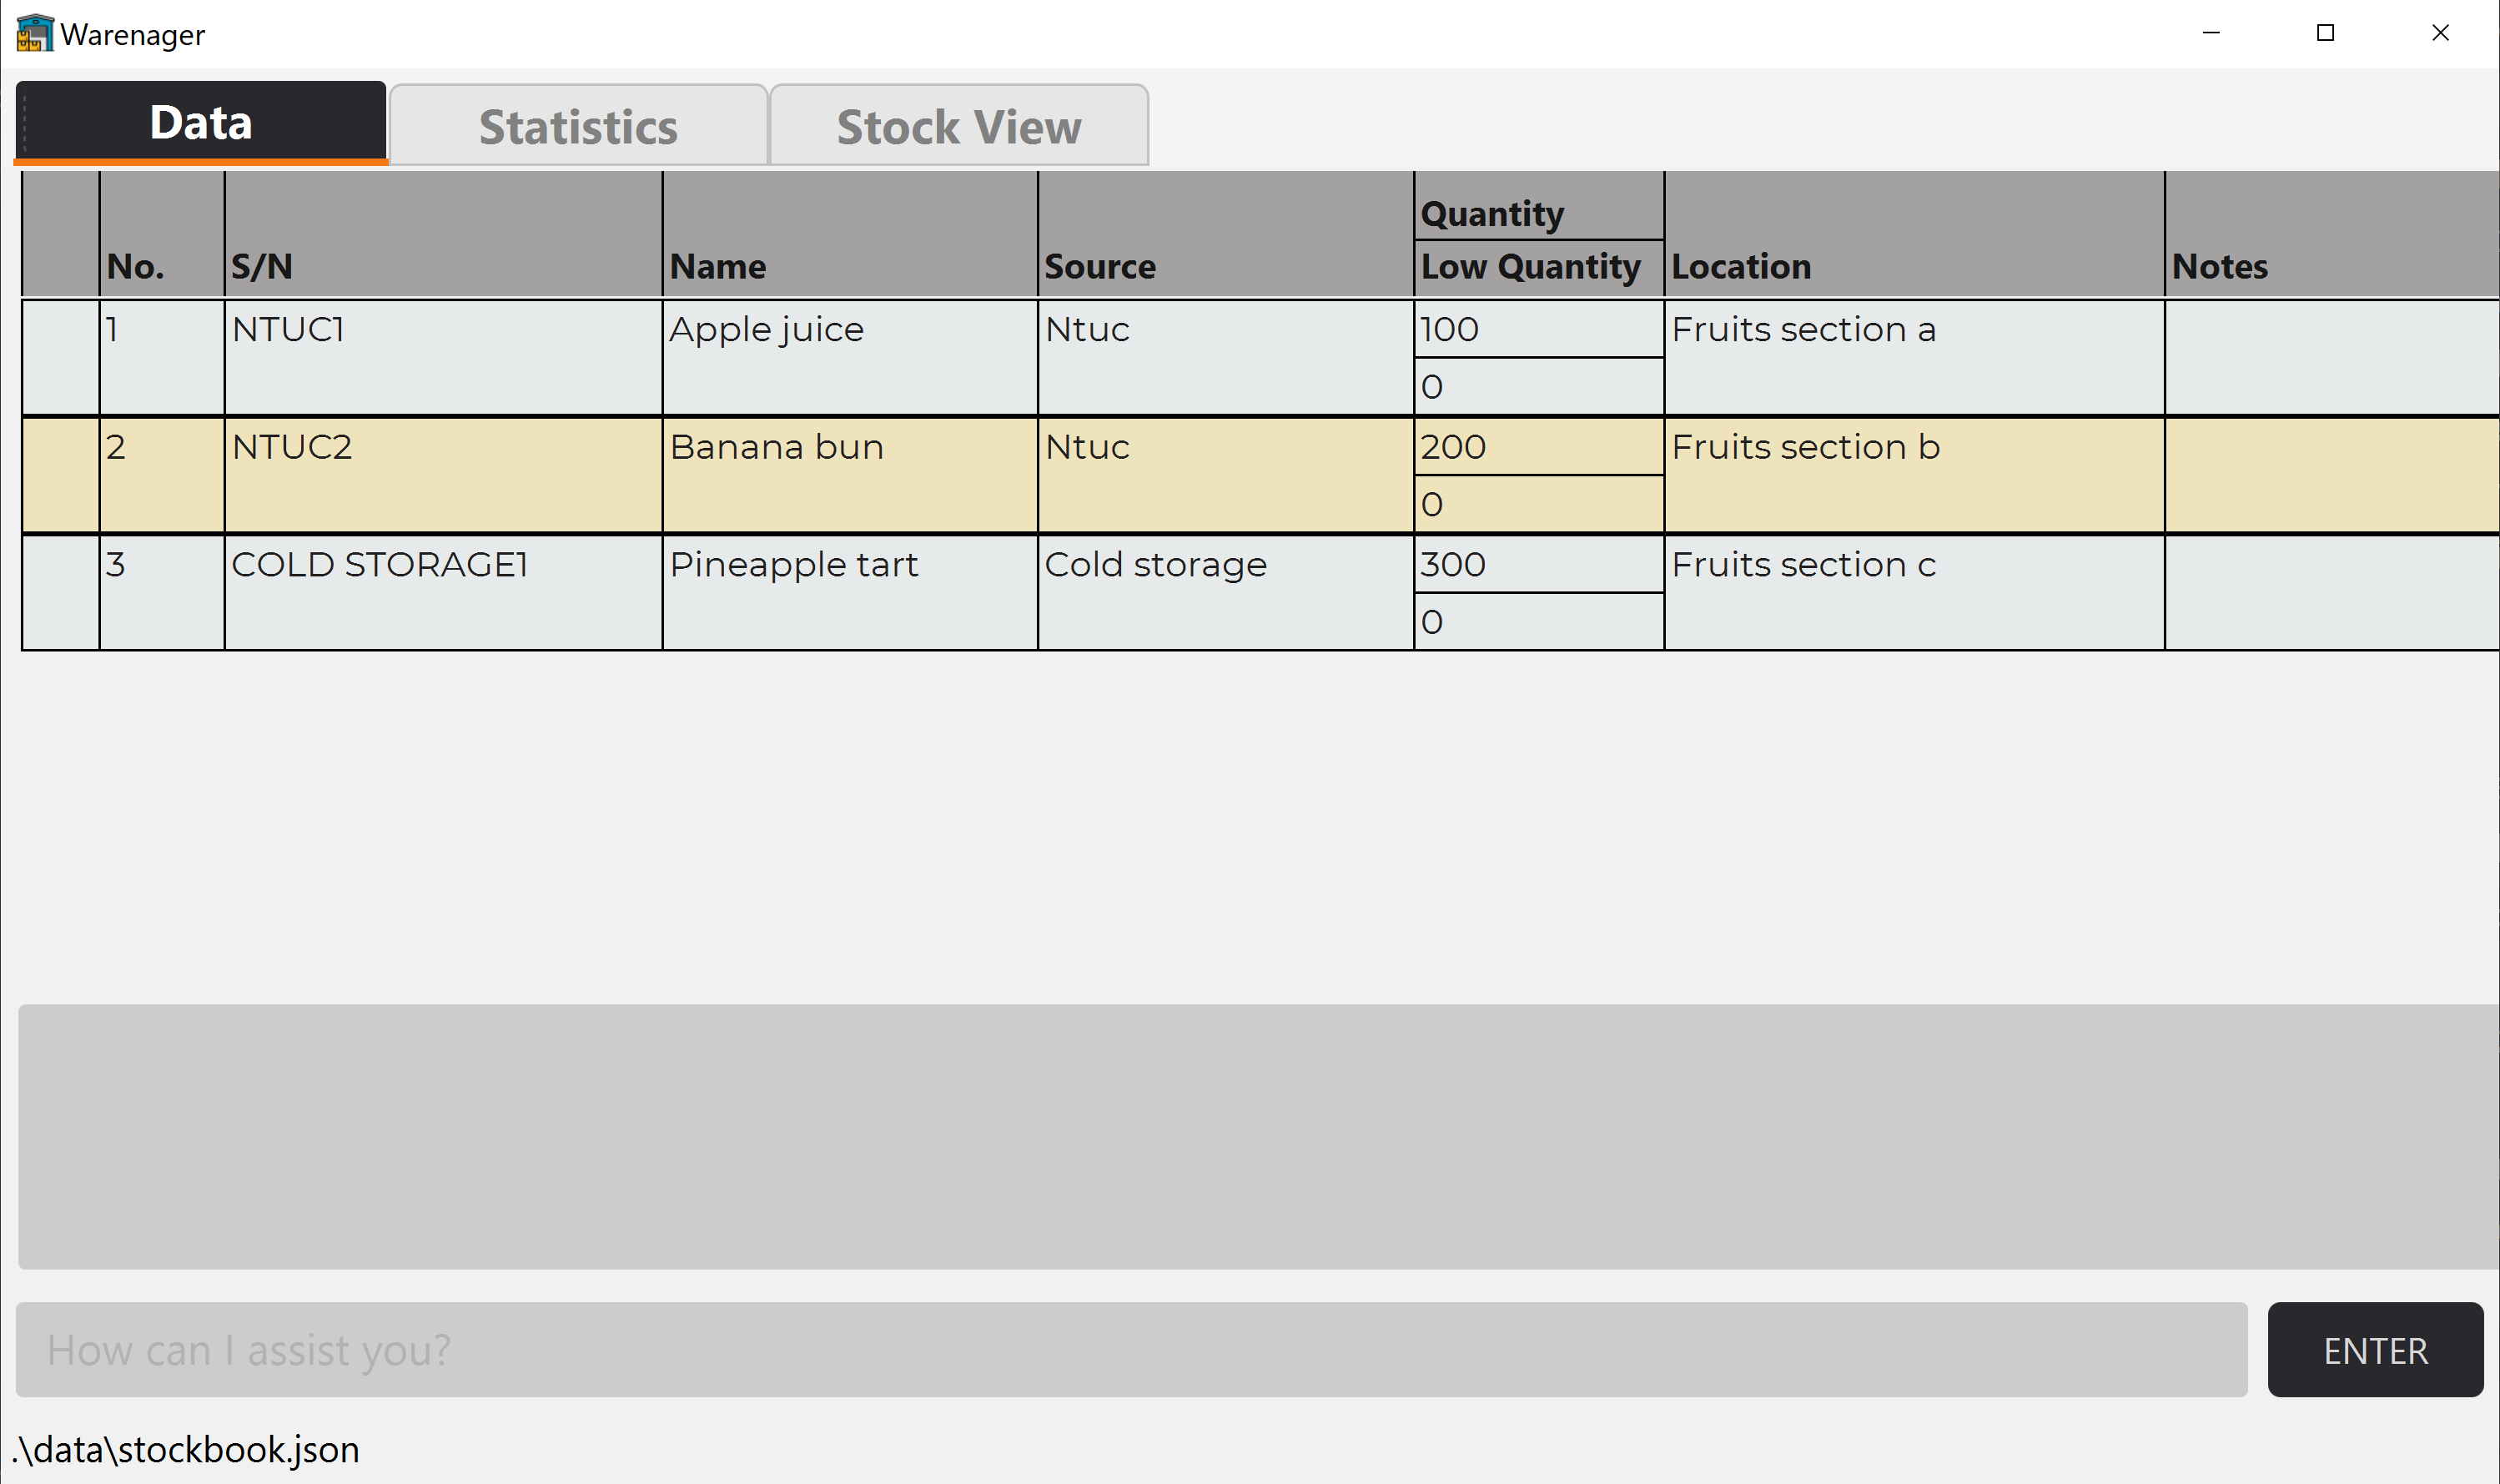 Warenager
Data Statistics Stock View
Quantity
No. S/N Name Source Low Quantity Location Notes
1 NTUC1 Apple juice Ntuc 100 Fruits section a
0
2 NTUC2 Banana bun Ntuc 200 Fruits section b
0
3 COLD STORAGE1 Pineapple tart Cold storage 300 Fruits section c
0
How can I assist you? ENTER
.\data\stockbook.json